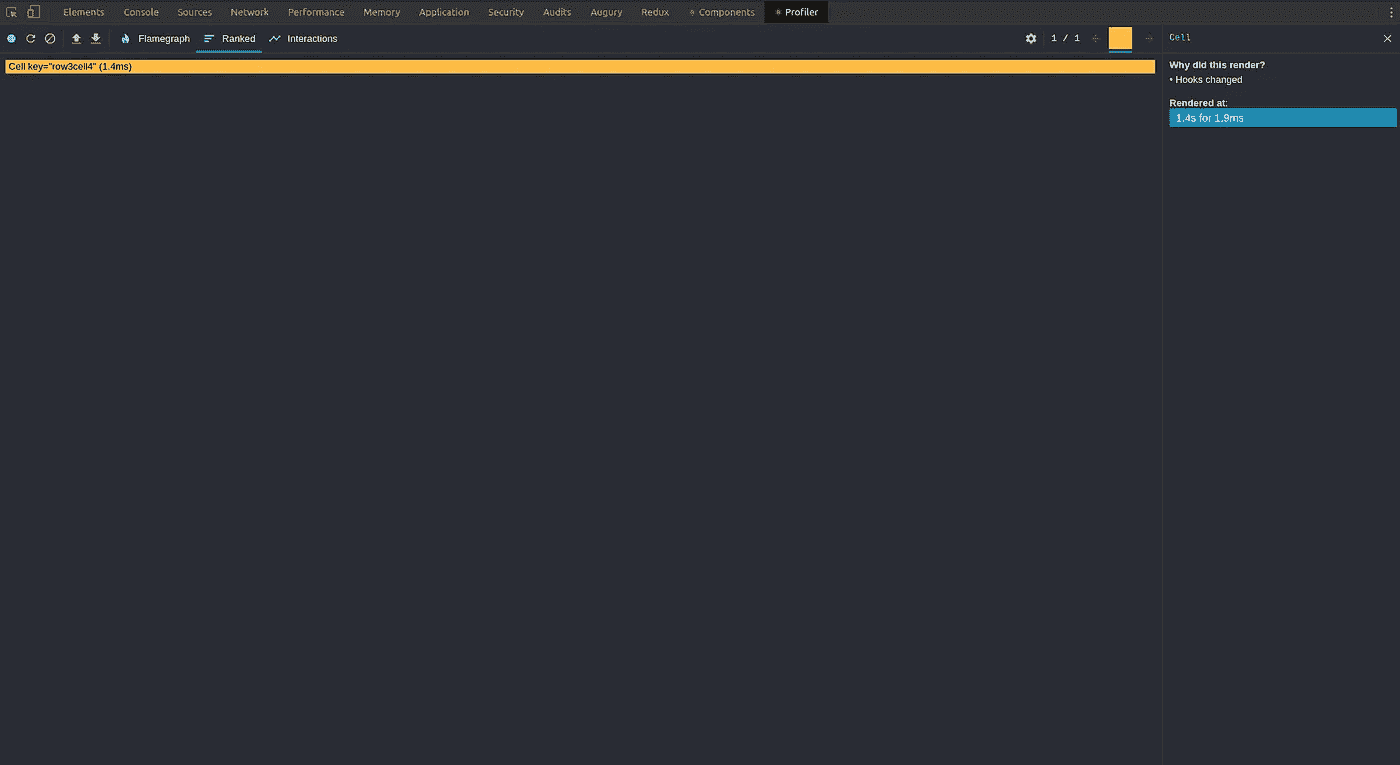 Elements Console Sources Network Performance Memory Application Security Audits Augury Redux Components Profiler
Flamegraph Ranked Interactions 1 / 1
Cell
Cell key="row3cell4" (1.4ms)
Why did this render?
• Hooks changed
Rendered at:
1.4s for 1.9ms